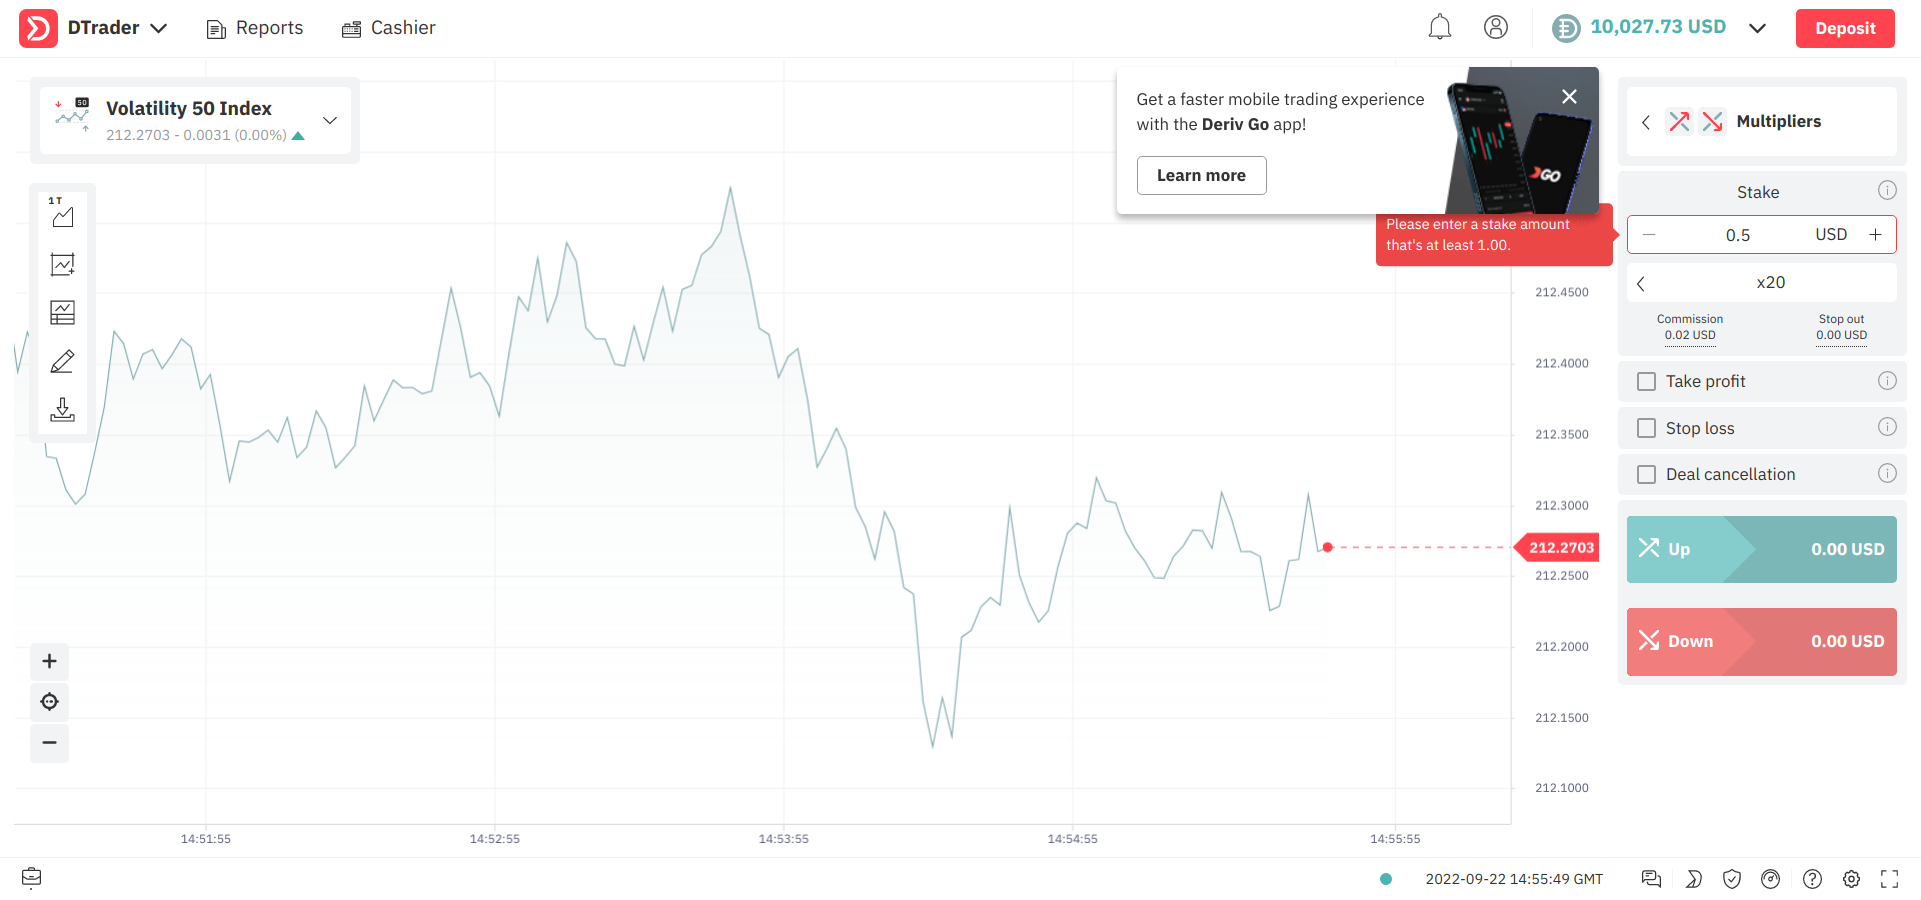 DTrader
Reports
Cashier
10,027.73 USD
Deposit
50
Volatility 50 Index
212.2703 - 0.0031 (0.00%)
Get a faster mobile trading experience
with the Deriv Go app!
Learn more
GO
Multipliers
1T
Stake
Please enter a stake amount
that's at least 1.00.
0.5
USD
x20
Commission
0.02 USD
Stop out
0.00 USD
Take profit
Stop loss
Deal cancellation
Up
0.00 USD
Down
0.00 USD
212.4500
212.4000
212.3500
212.3000
212.2703
212.2500
212.2000
212.1500
212.1000
14:51:55
14:52:55
14:53:55
14:54:55
14:55:55
2022-09-22 14:55:49 GMT